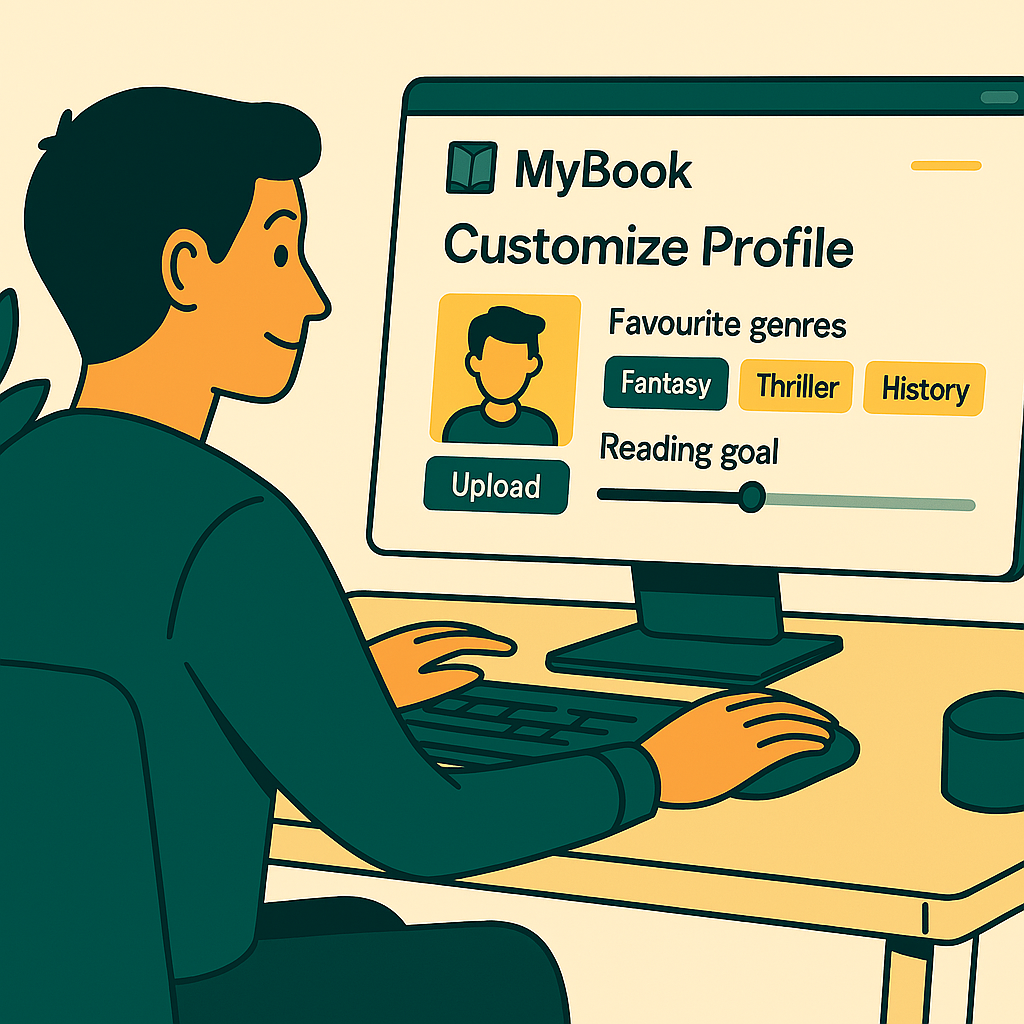 MyBook
Customize Profile
Favourite genres
Fantasy Thriller History
Reading goal
Upload